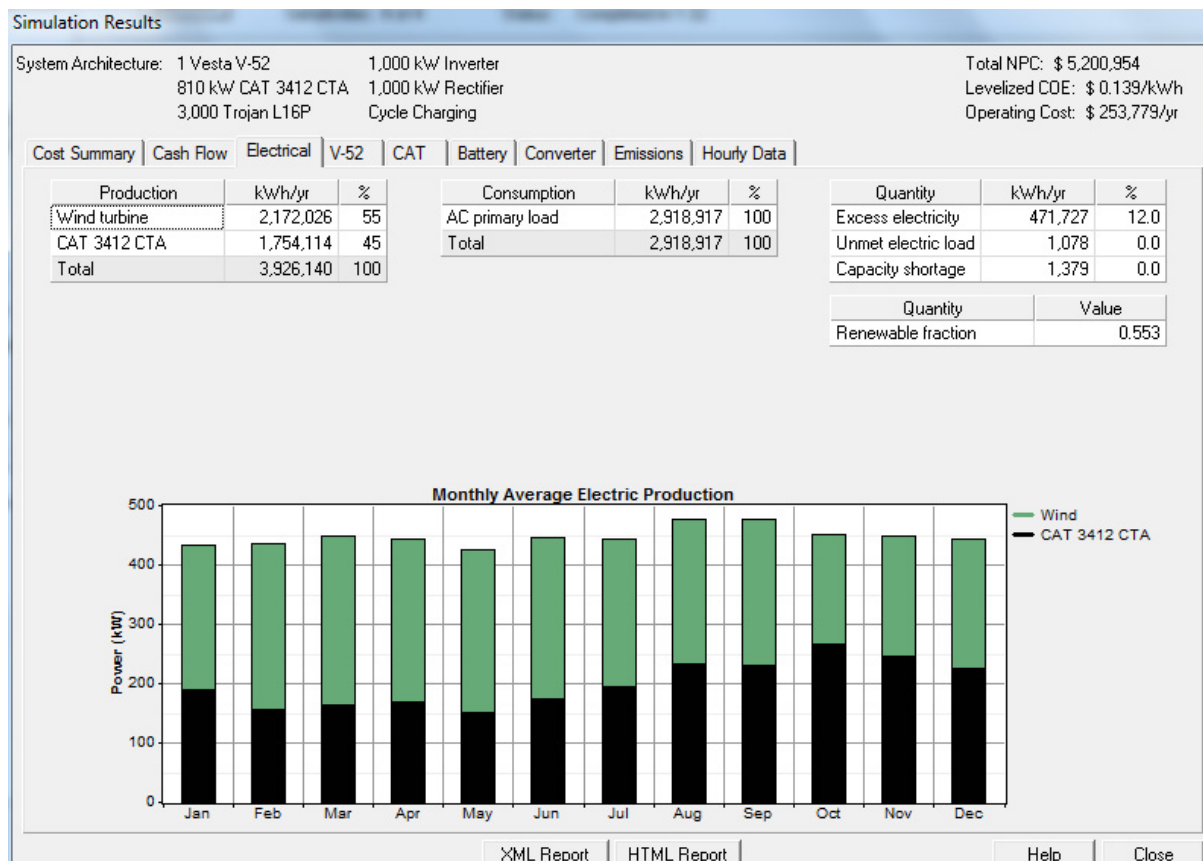 Simulation Results
System Architecture: 1 Vesta V-52 1,000 kW Inverter Total NPC: $ 5,200,954
810 kW CAT 3412 CTA 1,000 kW Rectifier Levelized COE: $ 0.139/kWh
3,000 Trojan L16P Cycle Charging Operating Cost: $ 253,779/yr
Cost Summary Cash Flow Electrical V-52 CAT Battery Converter Emissions Hourly Data
Production kWh/yr % Consumption kWh/yr % Quantity kWh/yr %
Wind turbine 2,172,026 55 AC primary load 2,918,917 100 Excess electricity 471,727 12.0
CAT 3412 CTA 1,754,114 45 Total 2,918,917 100 Unmet electric load 1,078 0.0
Total 3,926,140 100 Capacity shortage 1,379 0.0
Quantity Value
Renewable fraction 0.553
Monthly Average Electric Production
500
400
300
200
100
0
Power (kW)
Wind
CAT 3412 CTA
Jan Feb Mar Apr May Jun Jul Aug Sep Oct Nov Dec
XML Report HTML Report Help Close